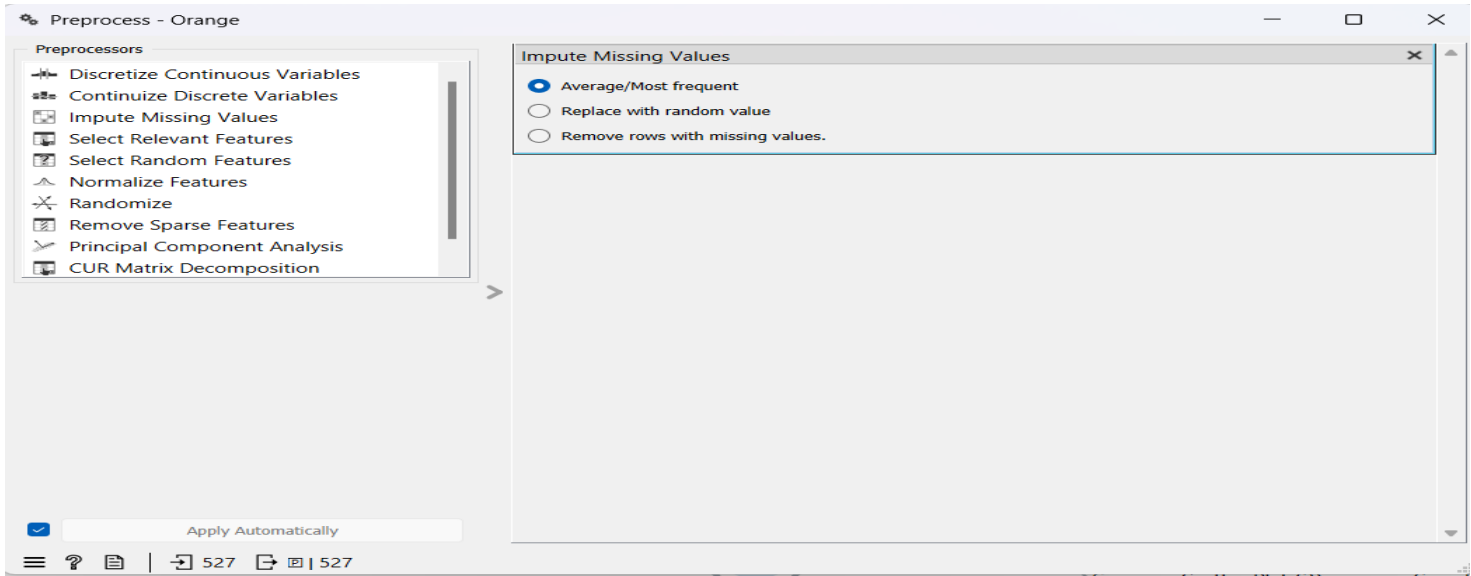 Preprocess - Orange
Preprocessors
Discretize Continuous Variables
Continuize Discrete Variables
Impute Missing Values
Select Relevant Features
Select Random Features
Normalize Features
Randomize
Remove Sparse Features
Principal Component Analysis
CUR Matrix Decomposition
Apply Automatically
Impute Missing Values
Average/Most frequent
Replace with random value
Remove rows with missing values.
? | 527 P | 527